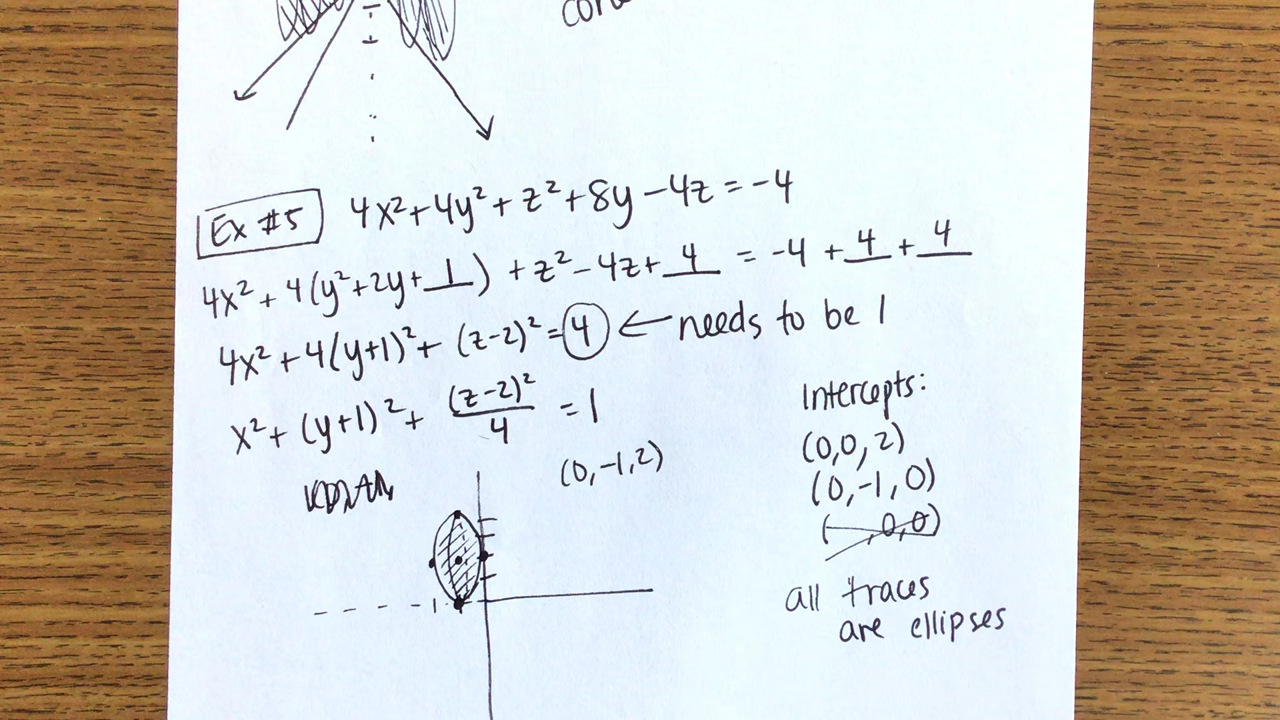 Ex #5 4x² + 4y² + z² + 8y - 4z = -4
4x² + 4(y² + 2y + 1) + z² - 4z + 4 = -4 + 4 + 4
4x² + 4(y+1)² + (z-2)² = 4 ← needs to be 1
x² + (y+1)² + (z-2)²/4 = 1
(0,-1,2)
Intercepts:
(0,0,2)
(0,-1,0)
( ,0,0)
all traces
are ellipses